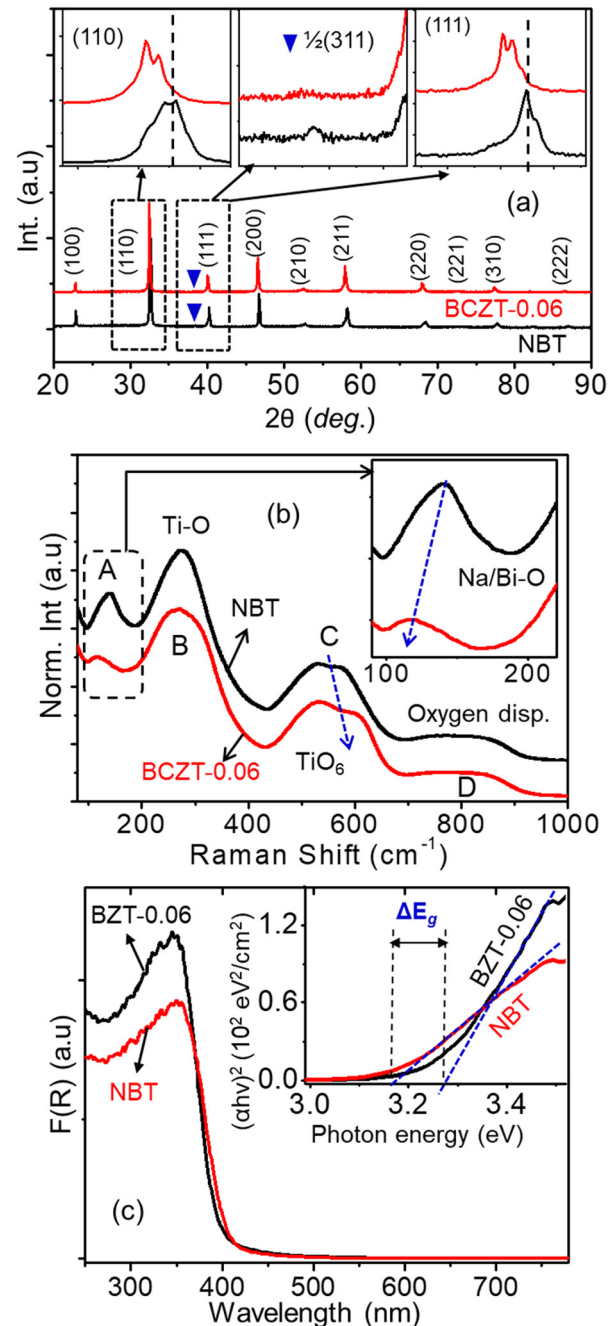 (110)
½(311)
(111)
(a)
Int. (a.u)
(100)
(110)
(111)
(200)
(210)
(211)
(220)
(221)
(310)
(222)
BCZT-0.06
NBT
20 30 40 50 60 70 80 90
2θ (deg.)
(b)
Ti-O
A
Na/Bi-O
100 200
NBT
B
C
Norm. Int (a.u)
Oxygen disp.
BCZT-0.06
TiO6
D
200 400 600 800 1000
Raman Shift (cm-1)
BZT-0.06
NBT
F(R) (a.u)
ΔEg
BZT-0.06
NBT
(αhν)2 (102 eV2/cm2)
1.2
0.6
0.0
3.0 3.2 3.4
Photon energy (eV)
(c)
300 400 500 600 700
Wavelength (nm)